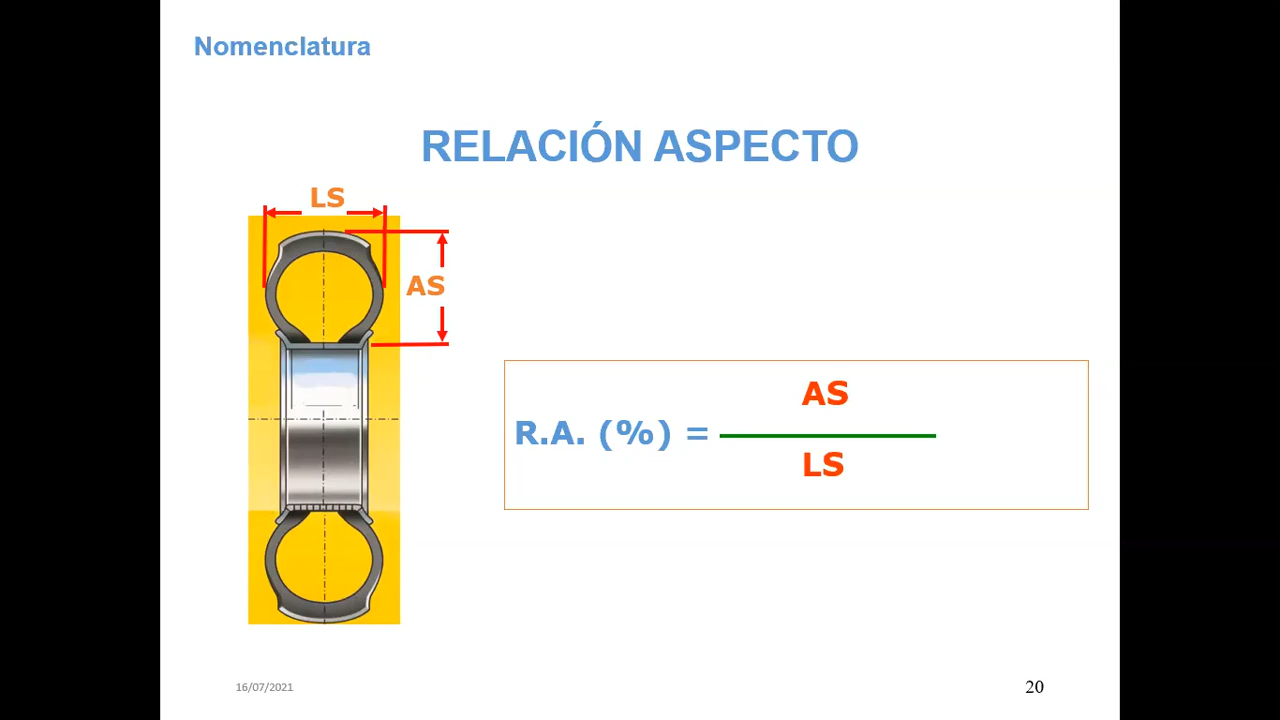 Nomenclatura
RELACIÓN ASPECTO
LS
AS
AS
R.A. (%) =
LS
16/07/2021
20